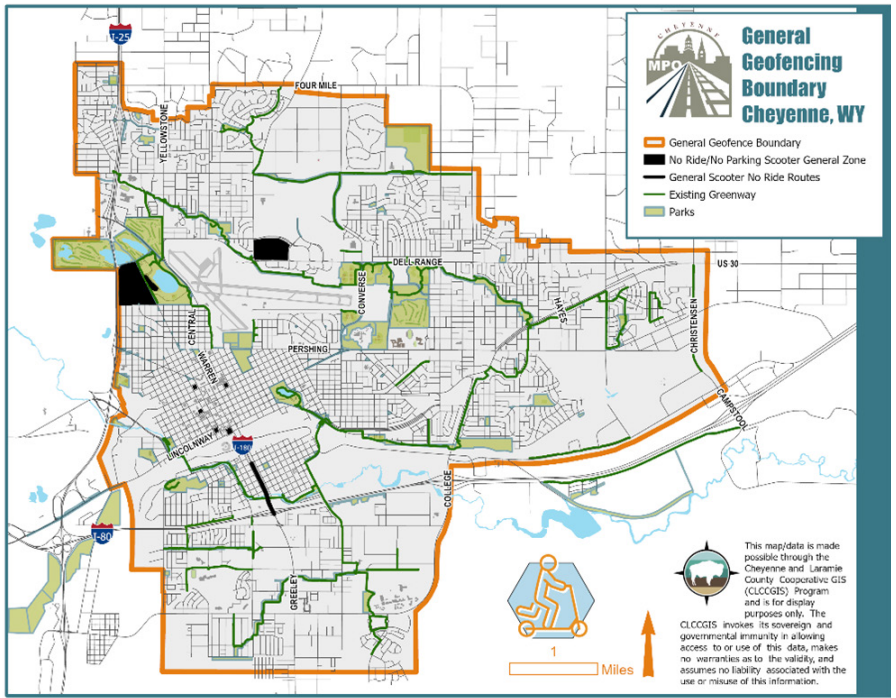 I-25
CHEYENNE
MPO
General
Geofencing
Boundary
Cheyenne, WY
General Geofence Boundary
No Ride/No Parking Scooter General Zone
General Scooter No Ride Routes
Existing Greenway
Parks
FOUR MILE
YELLOWSTONE
DELL RANGE
US 30
CONVERSE
HAYES
CHRISTENSEN
CENTRAL
WARREN
PERSHING
CAMPSTOOL
LINCOLNWAY
I-180
COLLEGE
I-80
GREELEY
1
Miles
This map/data is made
possible through the
Cheyenne and Laramie
County Cooperative GIS
(CLCCGIS) Program
and is for display
purposes only. The
CLCCGIS invokes its sovereign and
governmental immunity in allowing
access to or use of this data, makes
no warranties as to the validity, and
assumes no liability associated with the
use or misuse of this information.